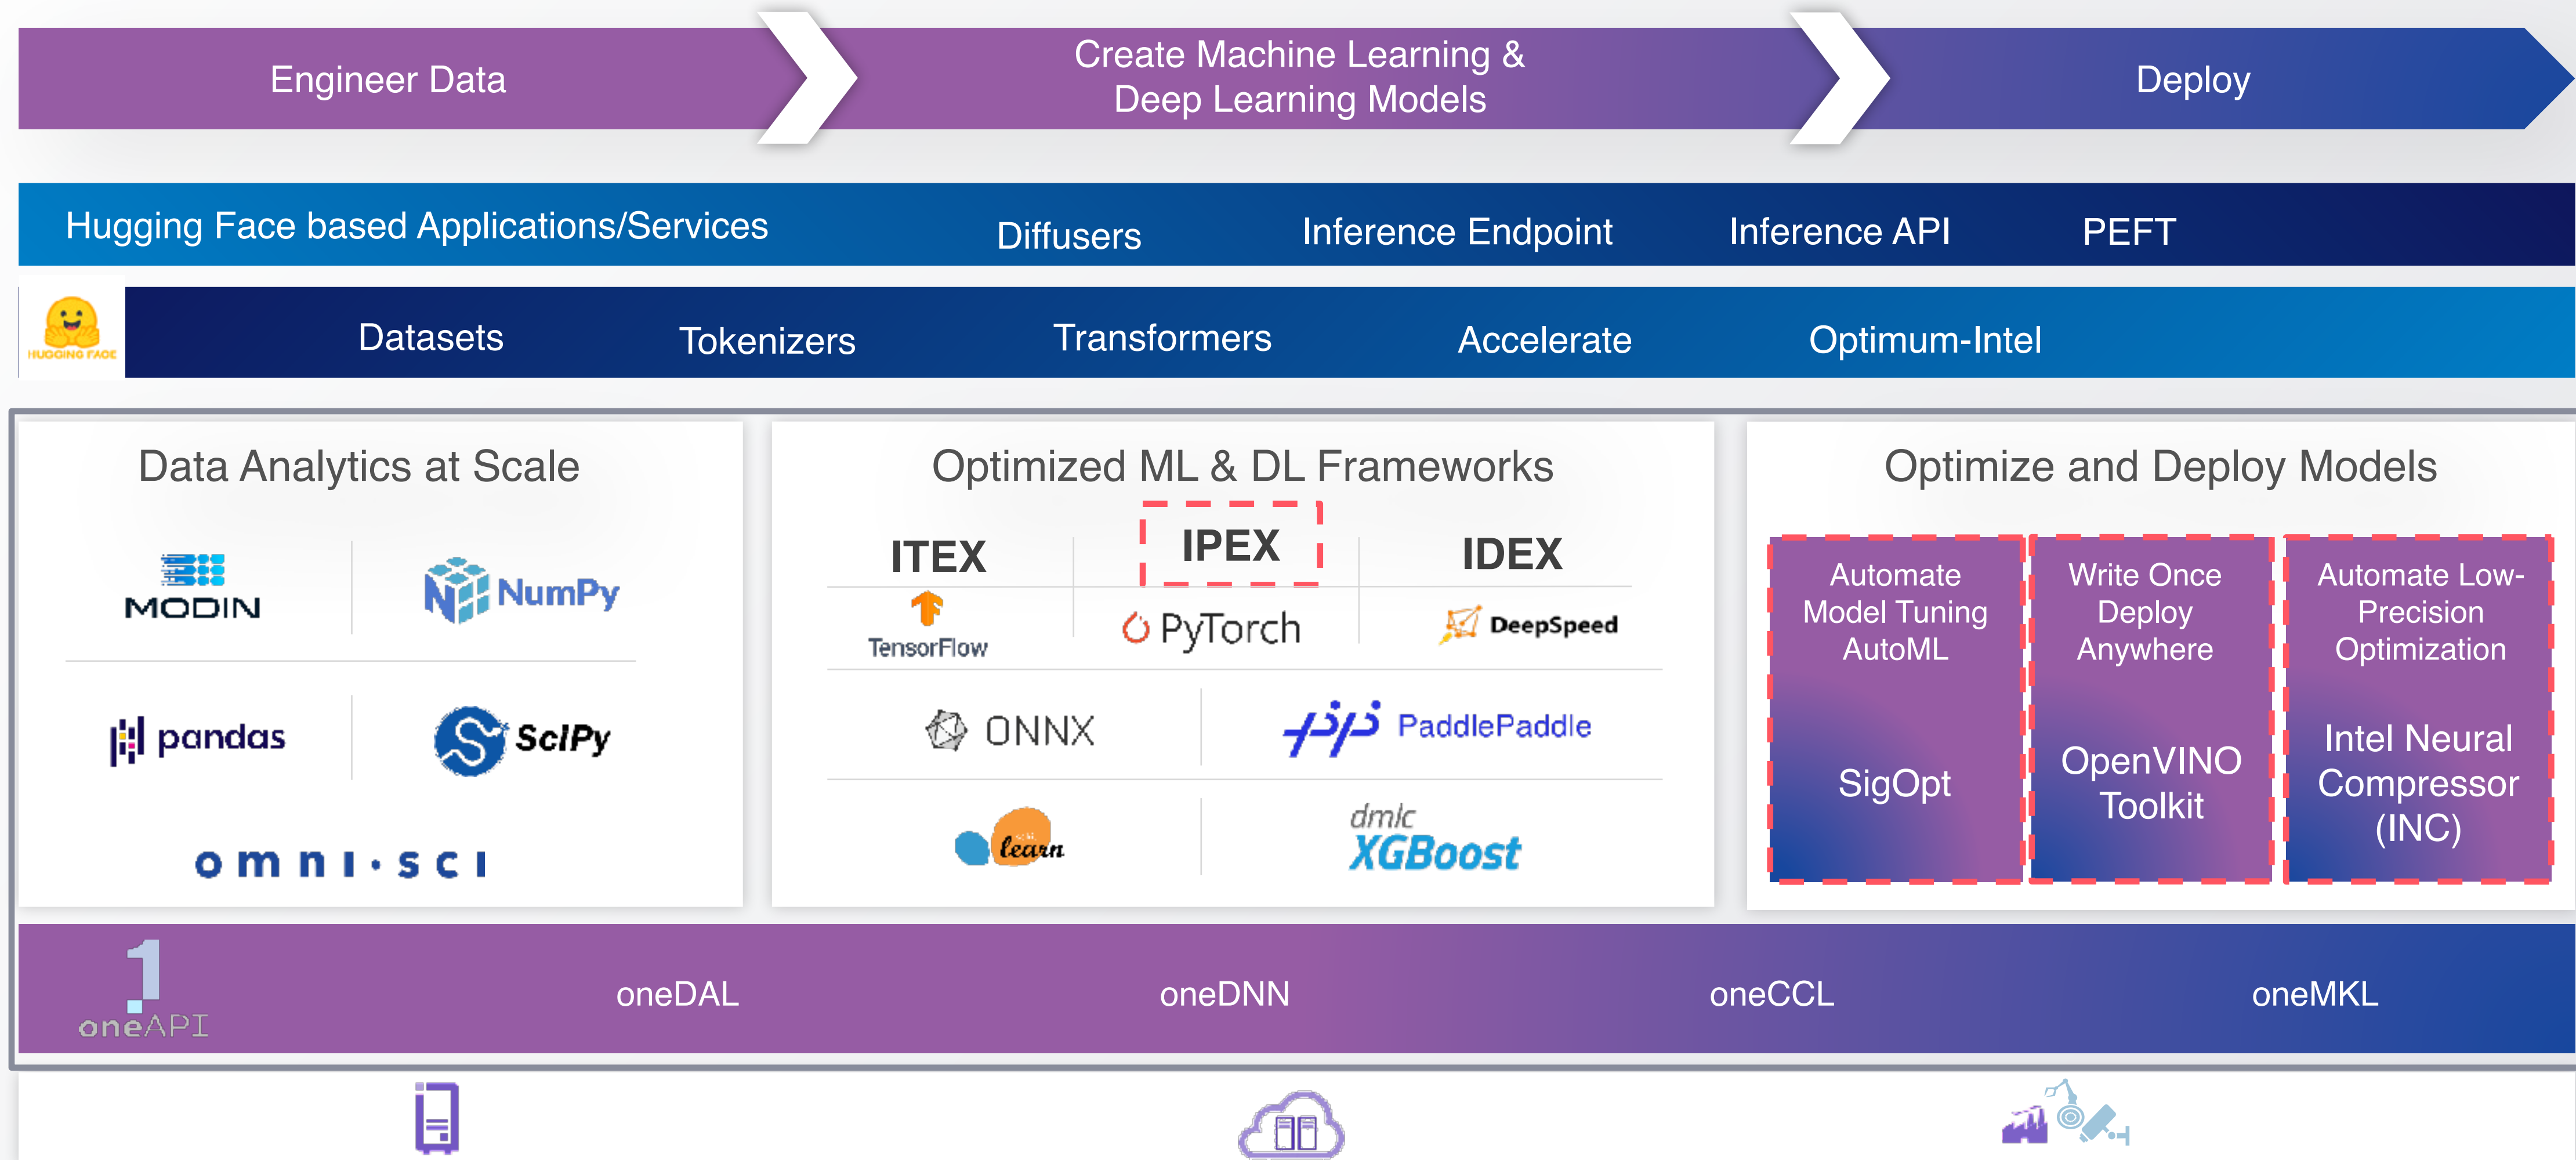 Engineer Data
Create Machine Learning &
Deep Learning Models
Deploy
Hugging Face based Applications/Services
Diffusers
Inference Endpoint
Inference API
PEFT
HUGGING FACE
Datasets
Tokenizers
Transformers
Accelerate
Optimum-Intel
Data Analytics at Scale
MODIN
NumPy
pandas
SciPy
omni·sci
Optimized ML & DL Frameworks
ITEX
IPEX
IDEX
TensorFlow
PyTorch
DeepSpeed
ONNX
PaddlePaddle
learn
dmlc
XGBoost
Optimize and Deploy Models
Automate
Model Tuning
AutoML
SigOpt
Write Once
Deploy
Anywhere
OpenVINO
Toolkit
Automate Low-
Precision
Optimization
Intel Neural
Compressor
(INC)
oneAPI
oneDAL
oneDNN
oneCCL
oneMKL